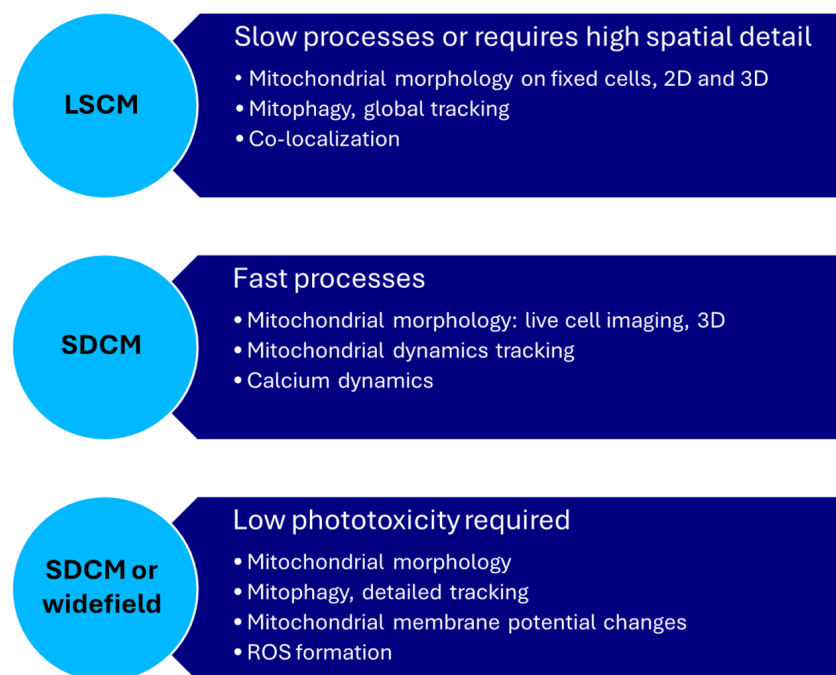 LSCM
Slow processes or requires high spatial detail
• Mitochondrial morphology on fixed cells, 2D and 3D
• Mitophagy, global tracking
• Co-localization
SDCM
Fast processes
• Mitochondrial morphology: live cell imaging, 3D
• Mitochondrial dynamics tracking
• Calcium dynamics
SDCM or
widefield
Low phototoxicity required
• Mitochondrial morphology
• Mitophagy, detailed tracking
• Mitochondrial membrane potential changes
• ROS formation